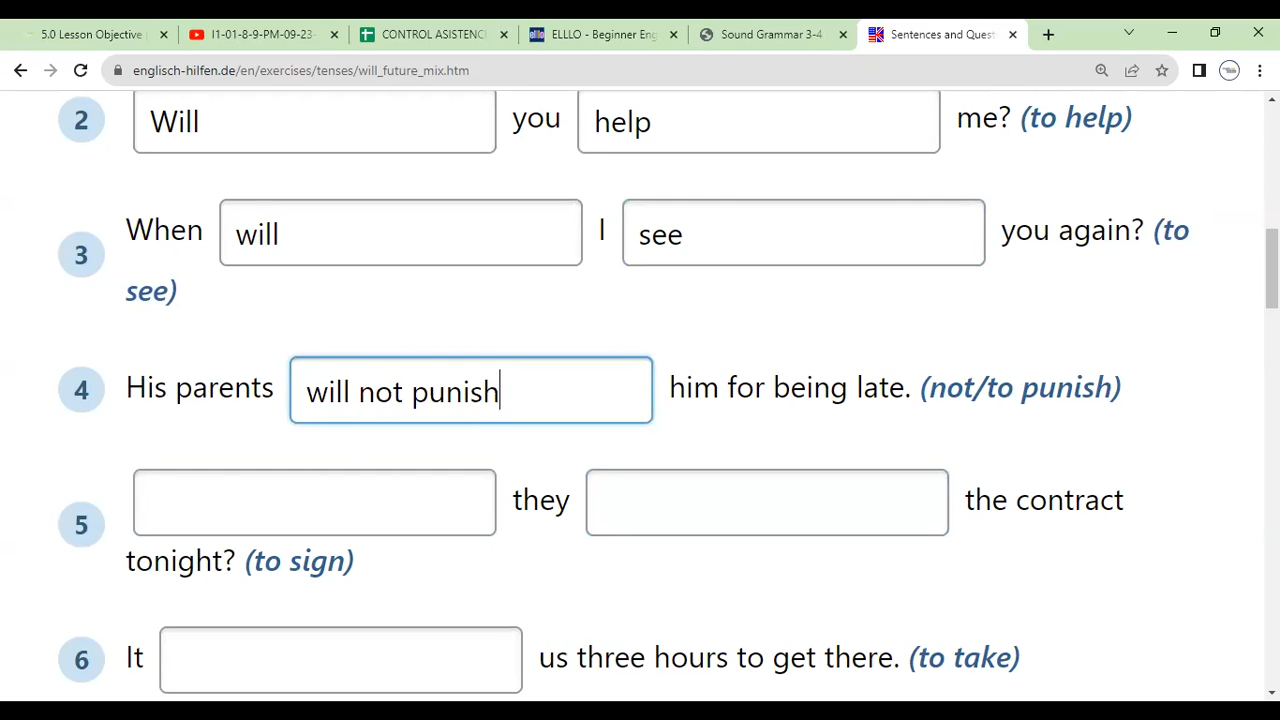 5.0 Lesson Objective
I1-01-8-9-PM-09-23-
CONTROL ASISTENC
ELLLO - Beginner Eng
Sound Grammar 3-4
Sentences and Quest
englisch-hilfen.de/en/exercises/tenses/will_future_mix.htm
2 Will you help me? (to help)
3 When will I see you again? (to
see)
4 His parents will not punish him for being late. (not/to punish)
5 they the contract
tonight? (to sign)
6 It us three hours to get there. (to take)